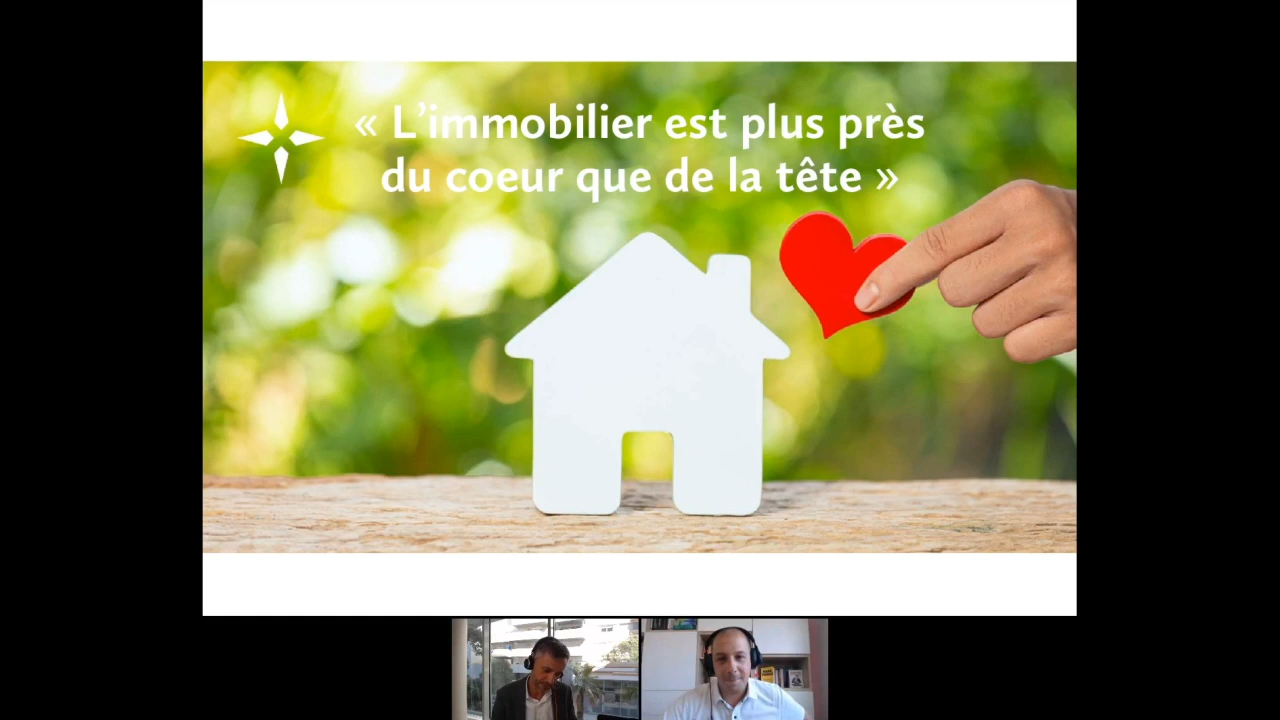 « L’immobilier est plus près
du coeur que de la tête »